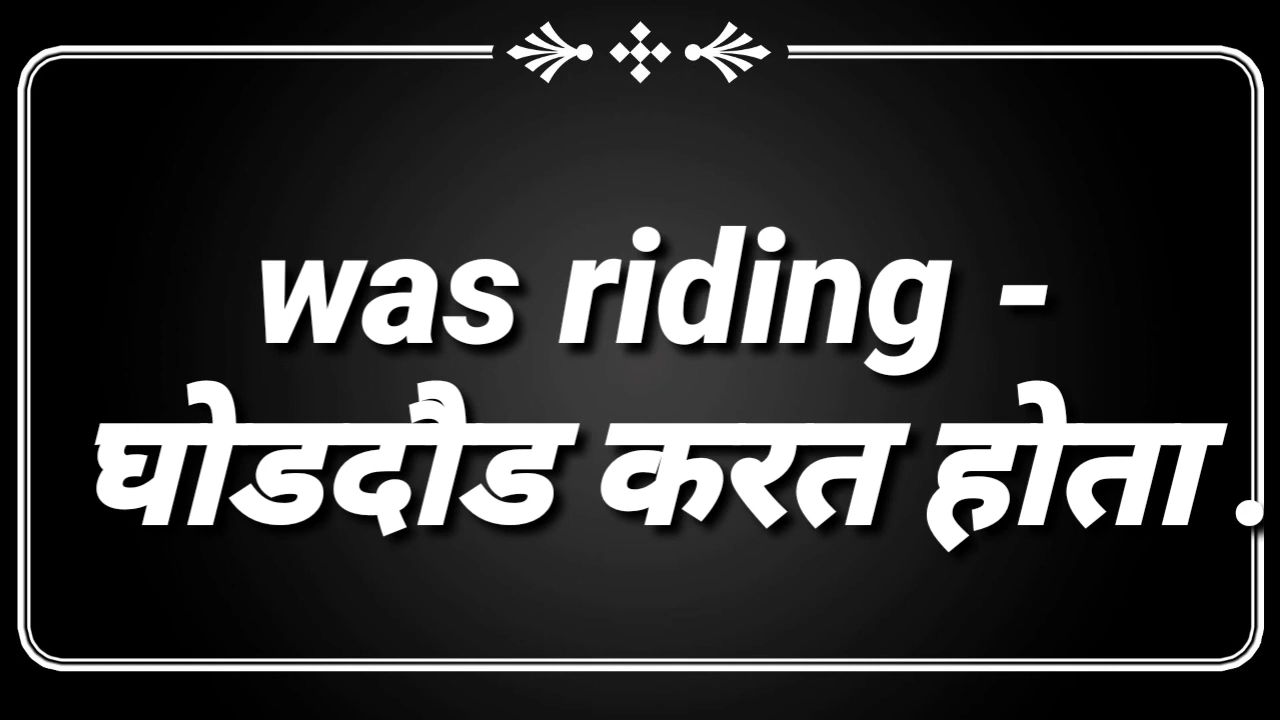 was riding -
घोडदौड करत होता .